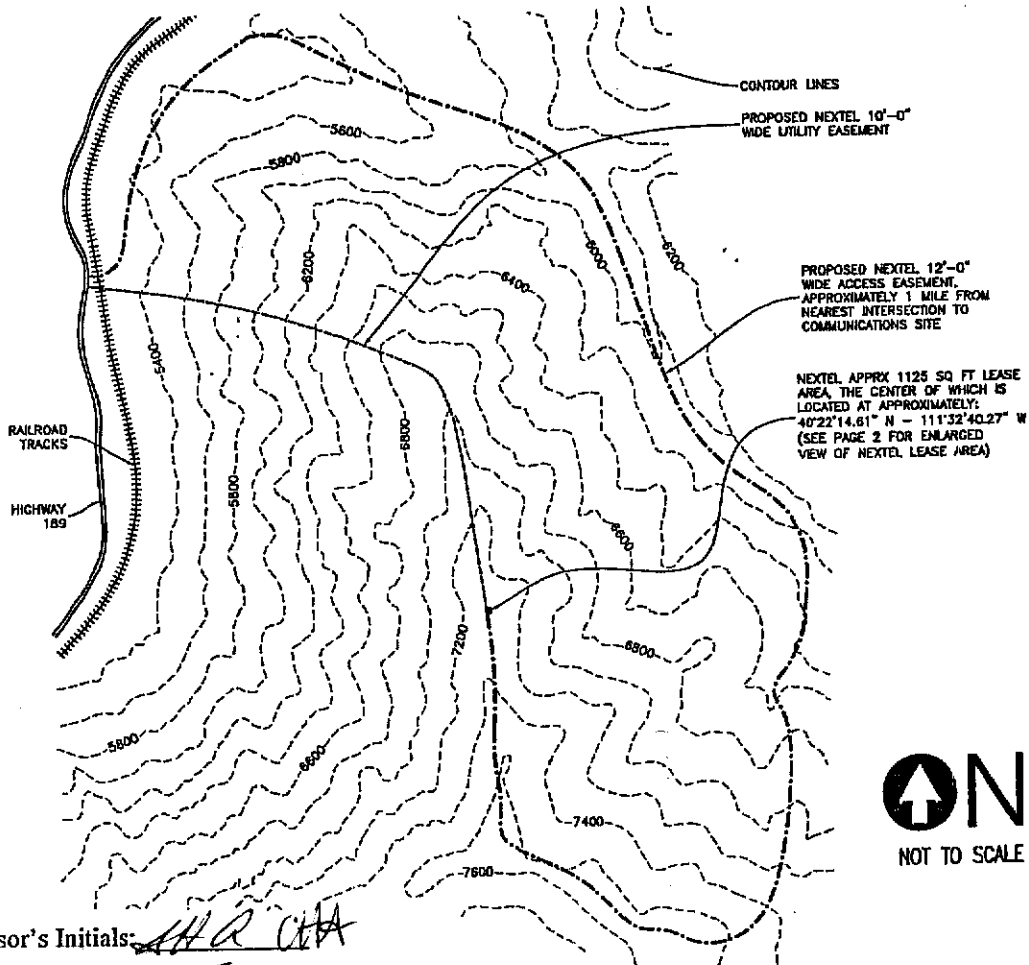 CONTOUR LINES
PROPOSED NEXTEL 10'-0"
WIDE UTILITY EASEMENT
5600
5800
6200
6000
6200
6400
PROPOSED NEXTEL 12'-0"
WIDE ACCESS EASEMENT,
APPROXIMATELY 1 MILE FROM
NEAREST INTERSECTION TO
COMMUNICATIONS SITE
5400
NEXTEL APPRX 1125 SQ FT LEASE
AREA, THE CENTER OF WHICH IS
LOCATED AT APPROXIMATELY:
40°22'14.61" N - 111°32'40.27" W
(SEE PAGE 2 FOR ENLARGED
VIEW OF NEXTEL LEASE AREA)
RAILROAD
TRACKS
6800
5800
HIGHWAY
189
6600
7200
6800
5800
6600
N
7400
NOT TO SCALE
7600
sor's Initials: